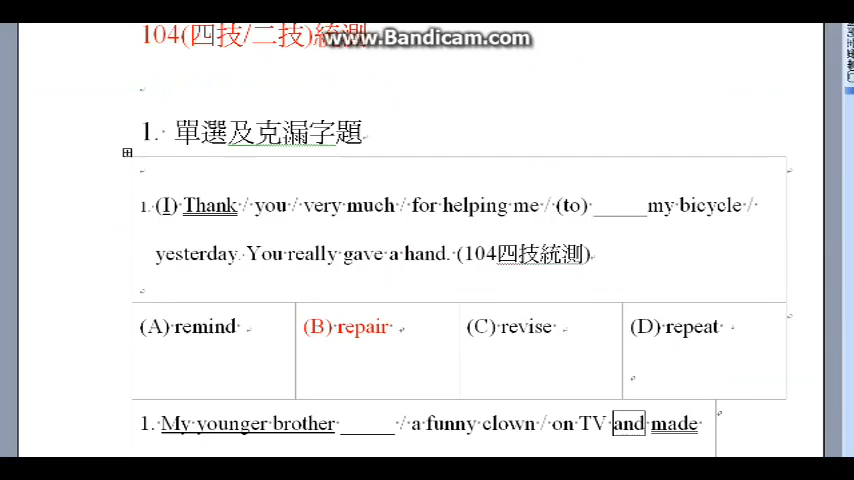 104(四技/二技)統測
www.Bandicam.com
1. 單選及克漏字題
1. (I) Thank / you / very much / for helping me / (to) _____ my bicycle /
yesterday. You really gave a hand. (104四技統測)
(A) remind (B) repair (C) revise (D) repeat
1. My younger brother _____ / a funny clown / on TV and made